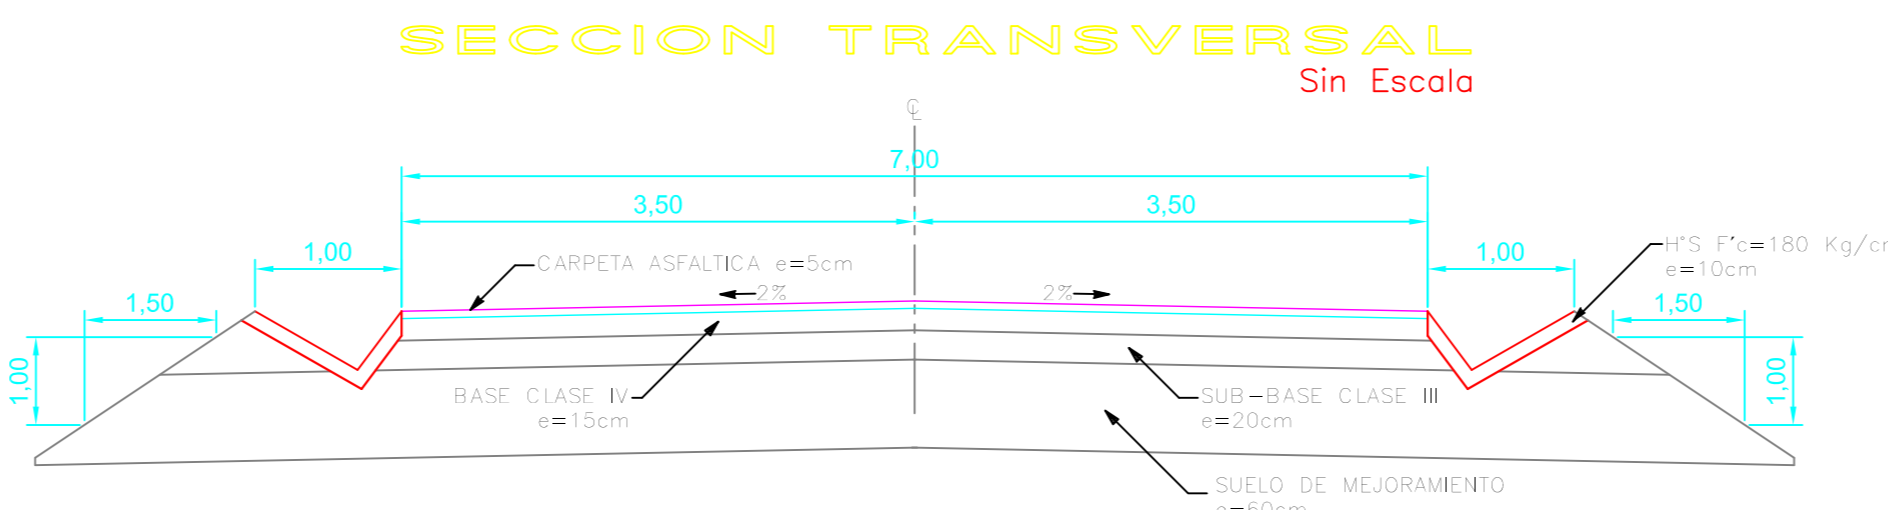 SECCION TRANSVERSAL
Sin Escala
℄
7,00
3,50 3,50
1,00 1,00
H°S F'c=180 Kg/cr
e=10cm
CARPETA ASFALTICA e=5cm
2% 2%
1,50 1,50
1,00 1,00
BASE CLASE IV
e=15cm
SUB-BASE CLASE III
e=20cm
SUELO DE MEJORAMIENTO
e=60cm